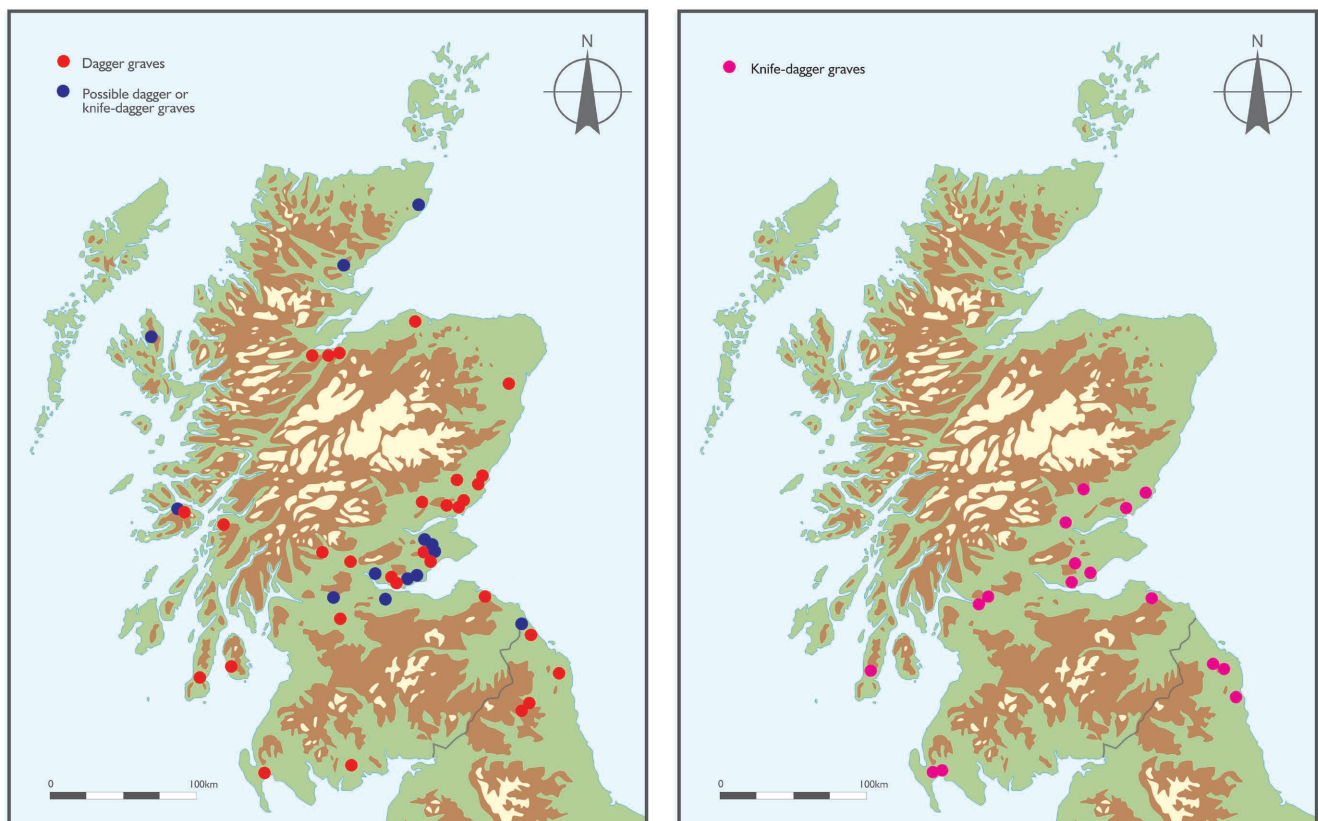 Dagger graves
Possible dagger or
knife-dagger graves
N
0 100km
Knife-dagger graves
N
0 100km